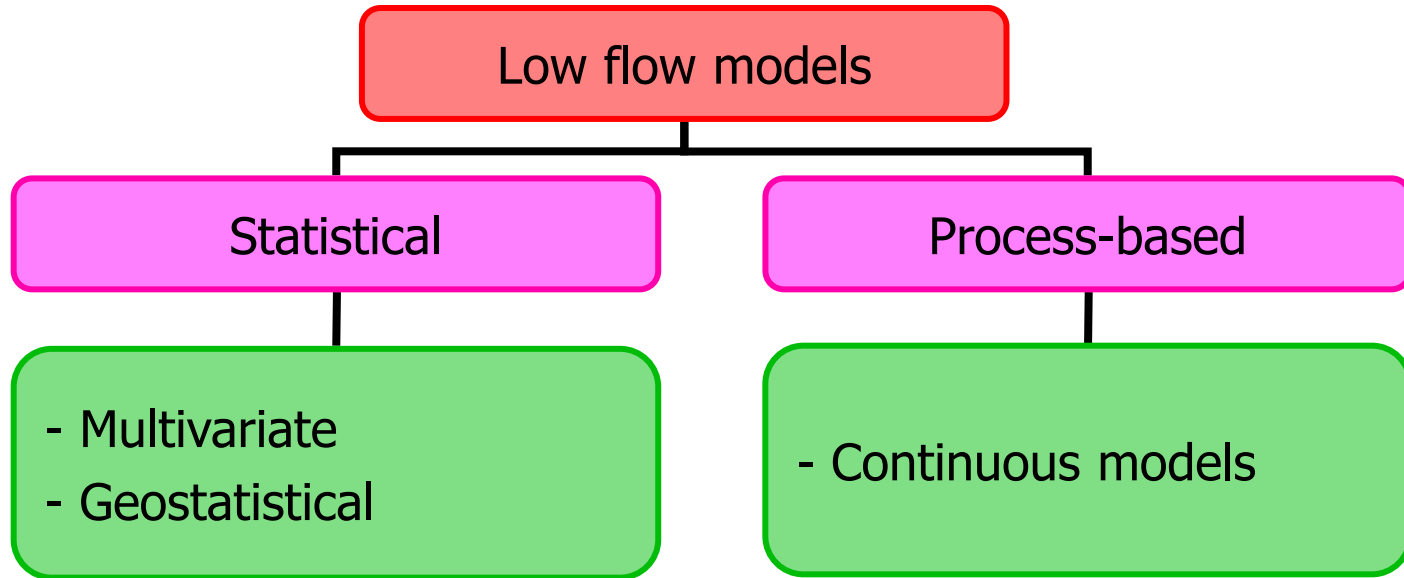 Low flow models
Statistical
Process-based
- Multivariate
- Geostatistical
- Continuous models